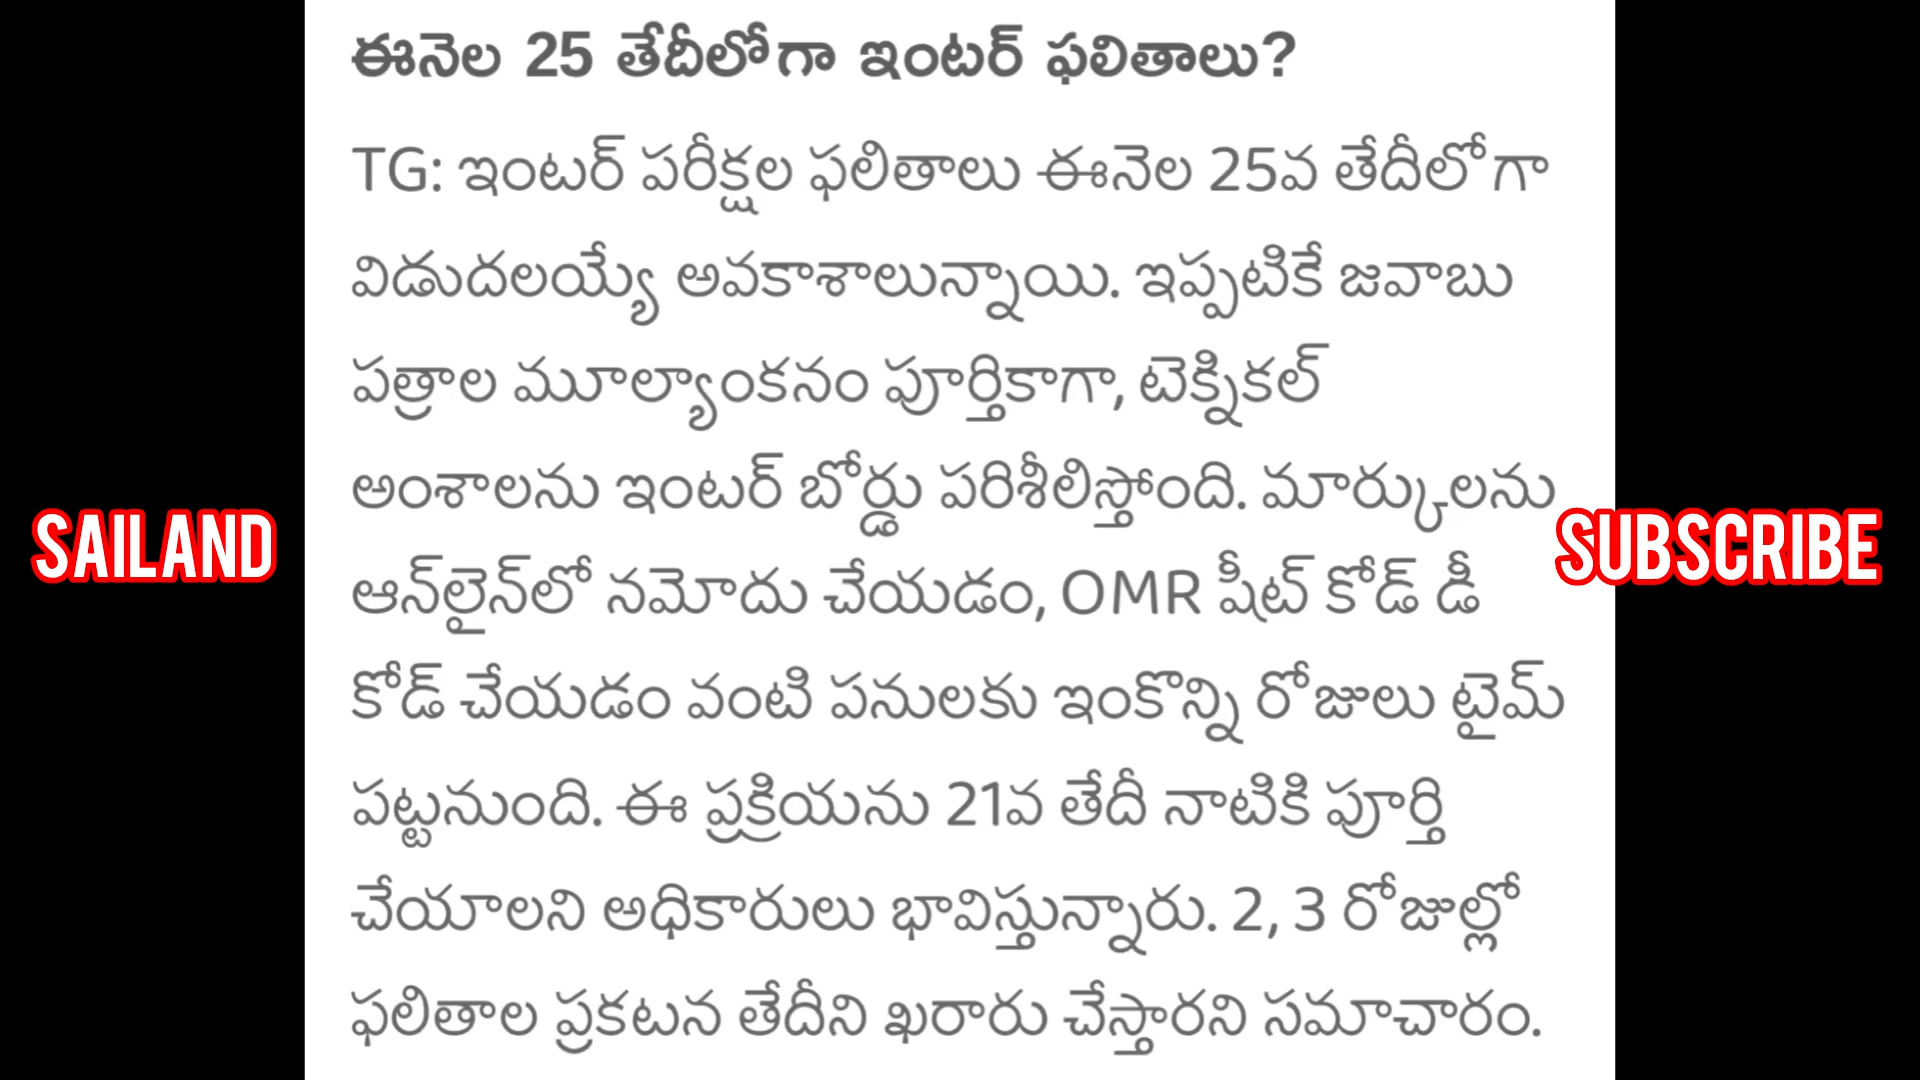 ఈనెల 25 తేదీలోగా ఇంటర్ ఫలితాలు?
TG: ఇంటర్ పరీక్షల ఫలితాలు ఈనెల 25వ తేదీలోగా
విడుదలయ్యే అవకాశాలున్నాయి. ఇప్పటికే జవాబు
పత్రాల మూల్యాంకనం పూర్తికాగా, టెక్నికల్
అంశాలను ఇంటర్ బోర్డు పరిశీలిస్తోంది. మార్కులను
ఆన్‌లైన్‌లో నమోదు చేయడం, OMR షీట్ కోడ్ డీ
కోడ్ చేయడం వంటి పనులకు ఇంకొన్ని రోజులు టైమ్
పట్టనుంది. ఈ ప్రక్రియను 21వ తేదీ నాటికి పూర్తి
చేయాలని అధికారులు భావిస్తున్నారు. 2, 3 రోజుల్లో
ఫలితాల ప్రకటన తేదీని ఖరారు చేస్తారని సమాచారం.
SAILAND
SUBSCRIBE